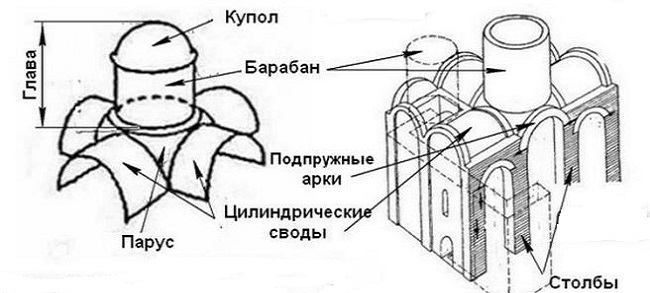 Купол
Барабан
Глава
Подпружные
арки
Цилиндрические
своды
Парус
Столбы